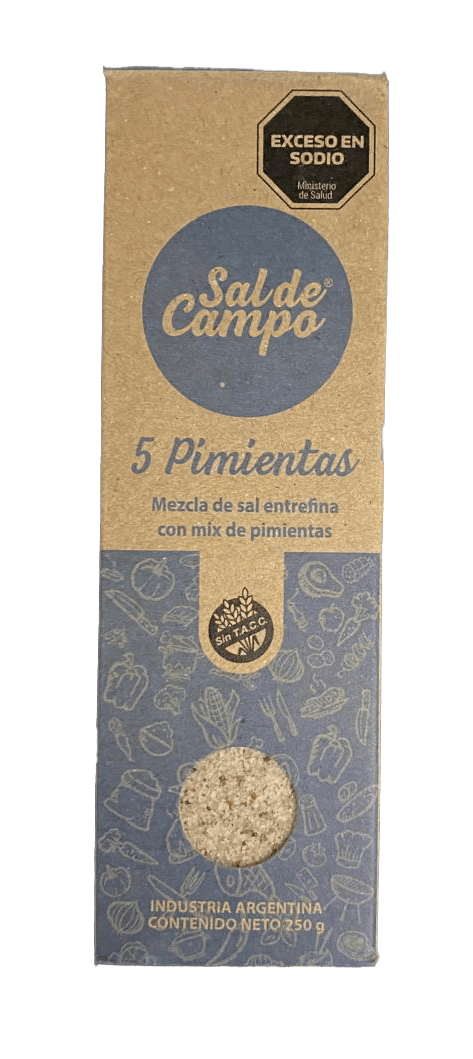 EXCESO EN
SODIO
Ministerio
de Salud
Sal de®
Campo
5 Pimientas
Mezcla de sal entrefina
con mix de pimientas
Sin T.A.C.C.
INDUSTRIA ARGENTINA
CONTENIDO NETO 250 g